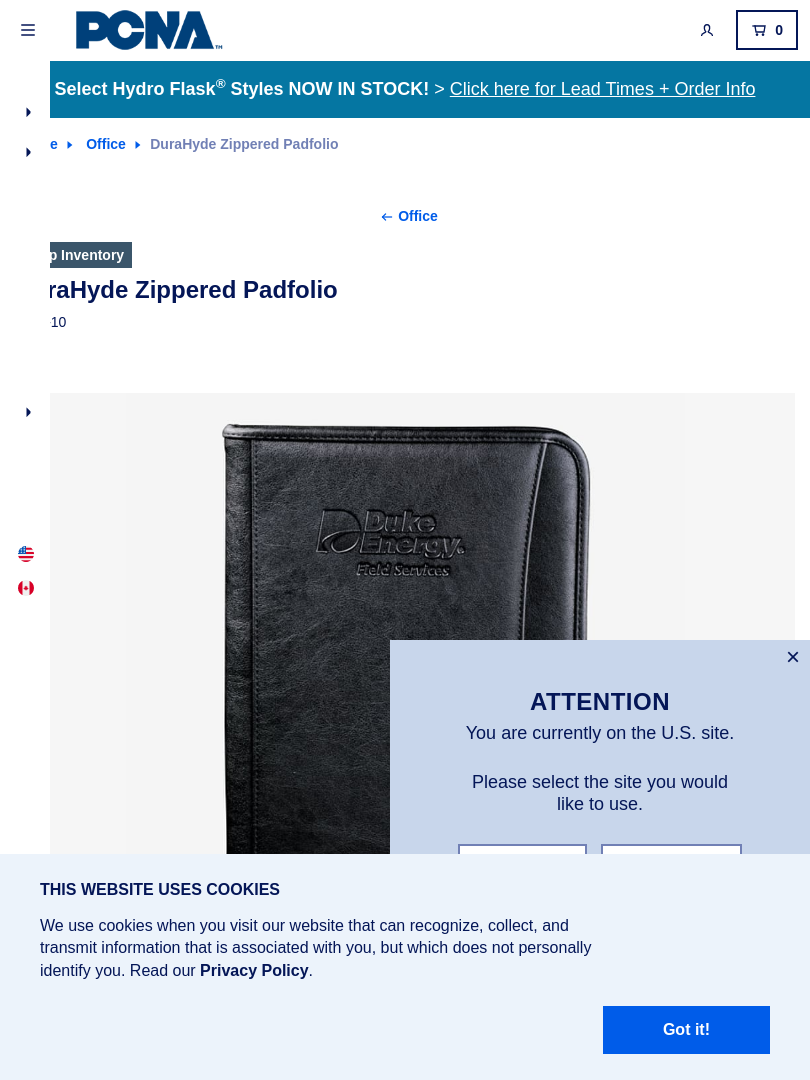 PCNA™
0
Select Hydro Flask® Styles NOW IN STOCK! > Click here for Lead Times + Order Info
e Office DuraHyde Zippered Padfolio
← Office
p Inventory
raHyde Zippered Padfolio
10
Duke
Energy.
Field Services
ATTENTION
You are currently on the U.S. site.
Please select the site you would
like to use.
THIS WEBSITE USES COOKIES
We use cookies when you visit our website that can recognize, collect, and
transmit information that is associated with you, but which does not personally
identify you. Read our Privacy Policy.
Got it!